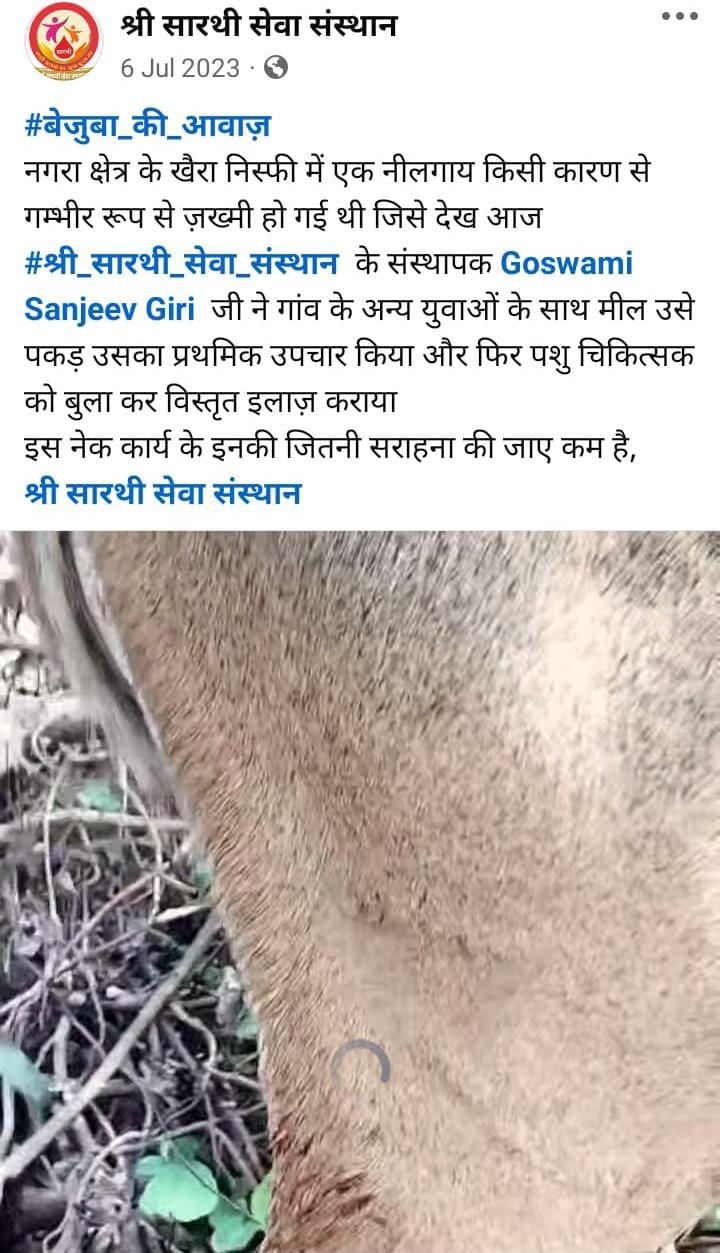 श्री सारथी सेवा संस्थान
6 Jul 2023 ·
#बेजुबा_की_आवाज़
नगरा क्षेत्र के खैरा निस्फी में एक नीलगाय किसी कारण से
गम्भीर रूप से ज़ख्मी हो गई थी जिसे देख आज
#श्री_सारथी_सेवा_संस्थान के संस्थापक Goswami
Sanjeev Giri जी ने गांव के अन्य युवाओं के साथ मील उसे
पकड़ उसका प्रथमिक उपचार किया और फिर पशु चिकित्सक
को बुला कर विस्तृत इलाज़ कराया
इस नेक कार्य के इनकी जितनी सराहना की जाए कम है,
श्री सारथी सेवा संस्थान